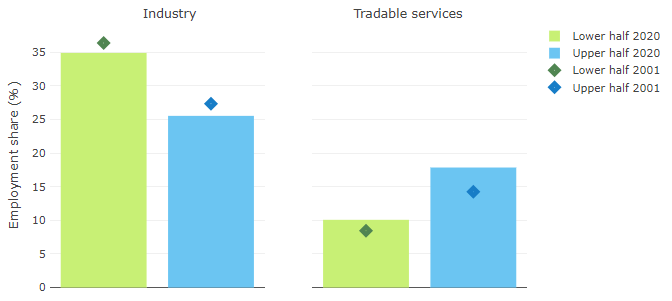 Industry
Tradable services
Employment share (%)
35
30
25
20
15
10
5
0
Lower half 2020
Upper half 2020
Lower half 2001
Upper half 2001